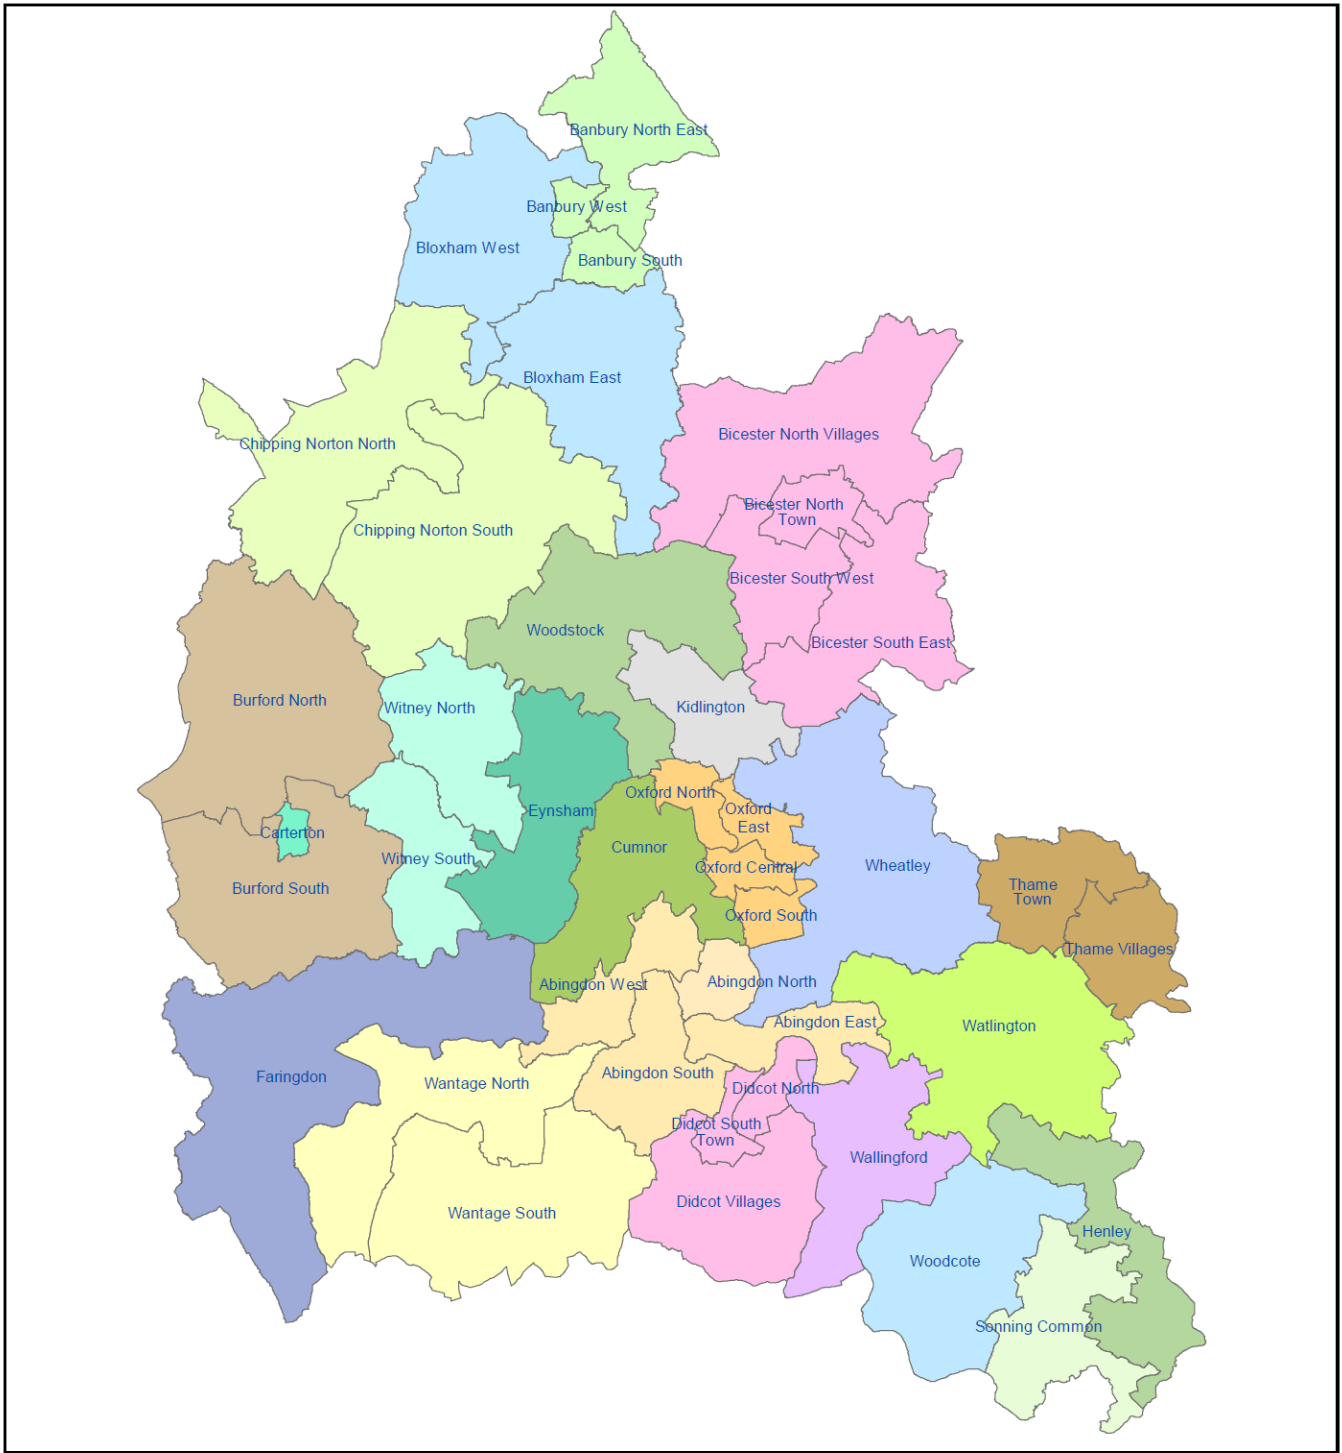 Banbury North East
Banbury West
Bloxham West
Banbury South
Bloxham East
Bicester North Villages
Chipping Norton North
Bicester North
Town
Chipping Norton South
Bicester South West
Woodstock
Bicester South East
Burford North
Witney North
Kidlington
Oxford North
Eynsham
Oxford
East
Carterton
Cumnor
Witney South
Oxford Central
Wheatley
Burford South
Thame
Town
Oxford South
Thame Villages
Abingdon West
Abingdon North
Abingdon East
Watlington
Faringdon
Wantage North
Abingdon South
Didcot North
Didcot South
Town
Wallingford
Didcot Villages
Wantage South
Henley
Woodcote
Sonning Common